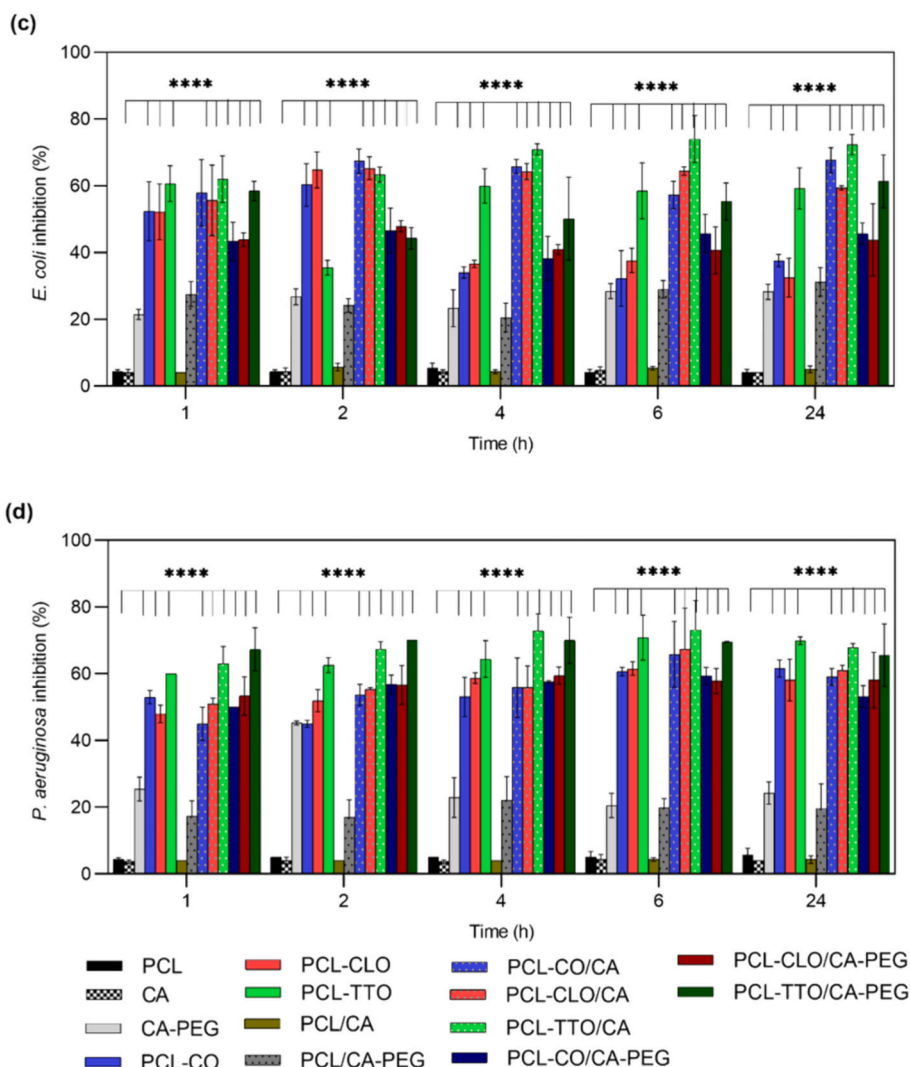 (c)
100
80
60
40
20
0
E. coli inhibition (%)
**** **** **** **** ****
1 2 4 6 24
Time (h)
(d)
100
80
60
40
20
0
P. aeruginosa inhibition (%)
**** **** **** **** ****
1 2 4 6 24
Time (h)
PCL
CA
CA-PEG
PCL-CO
PCL-CLO
PCL-TTO
PCL/CA
PCL/CA-PEG
PCL-CO/CA
PCL-CLO/CA
PCL-TTO/CA
PCL-CO/CA-PEG
PCL-CLO/CA-PEG
PCL-TTO/CA-PEG